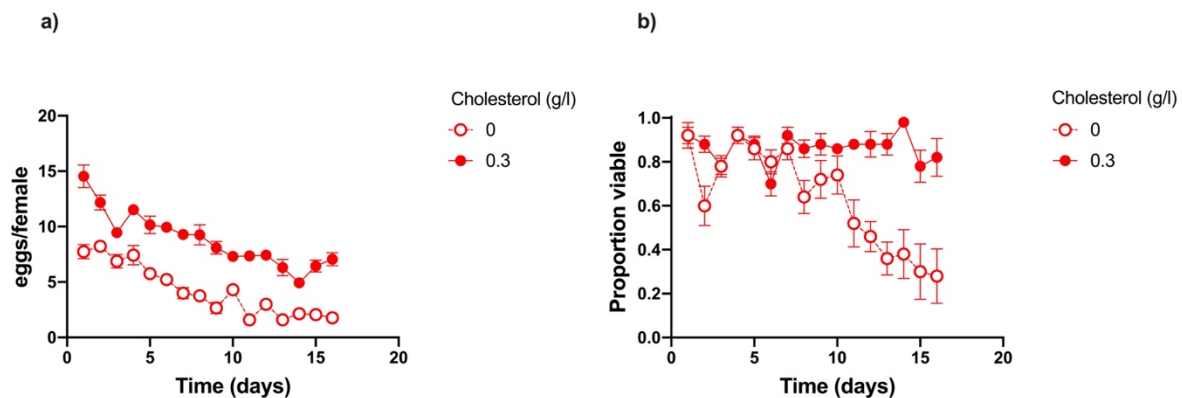 a)
Cholesterol (g/l)
0
0.3
eggs/female
20
15
10
5
0
0 5 10 15 20
Time (days)
b)
Cholesterol (g/l)
0
0.3
Proportion viable
1.0
0.8
0.6
0.4
0.2
0.0
0 5 10 15 20
Time (days)